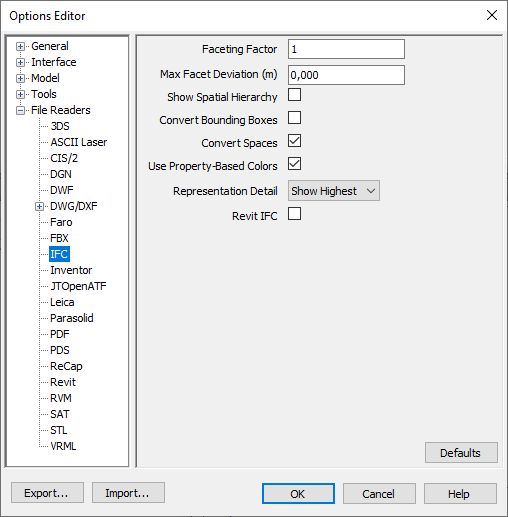 Options Editor
General
Interface
Model
Tools
File Readers
3DS
ASCII Laser
CIS/2
DGN
DWF
DWG/DXF
Faro
FBX
IFC
Inventor
JTOpenATF
Leica
Parasolid
PDF
PDS
ReCap
Revit
RVM
SAT
STL
VRML
Faceting Factor 1
Max Facet Deviation (m) 0,000
Show Spatial Hierarchy
Convert Bounding Boxes
Convert Spaces
Use Property-Based Colors
Representation Detail Show Highest
Revit IFC
Defaults
Export... Import... OK Cancel Help